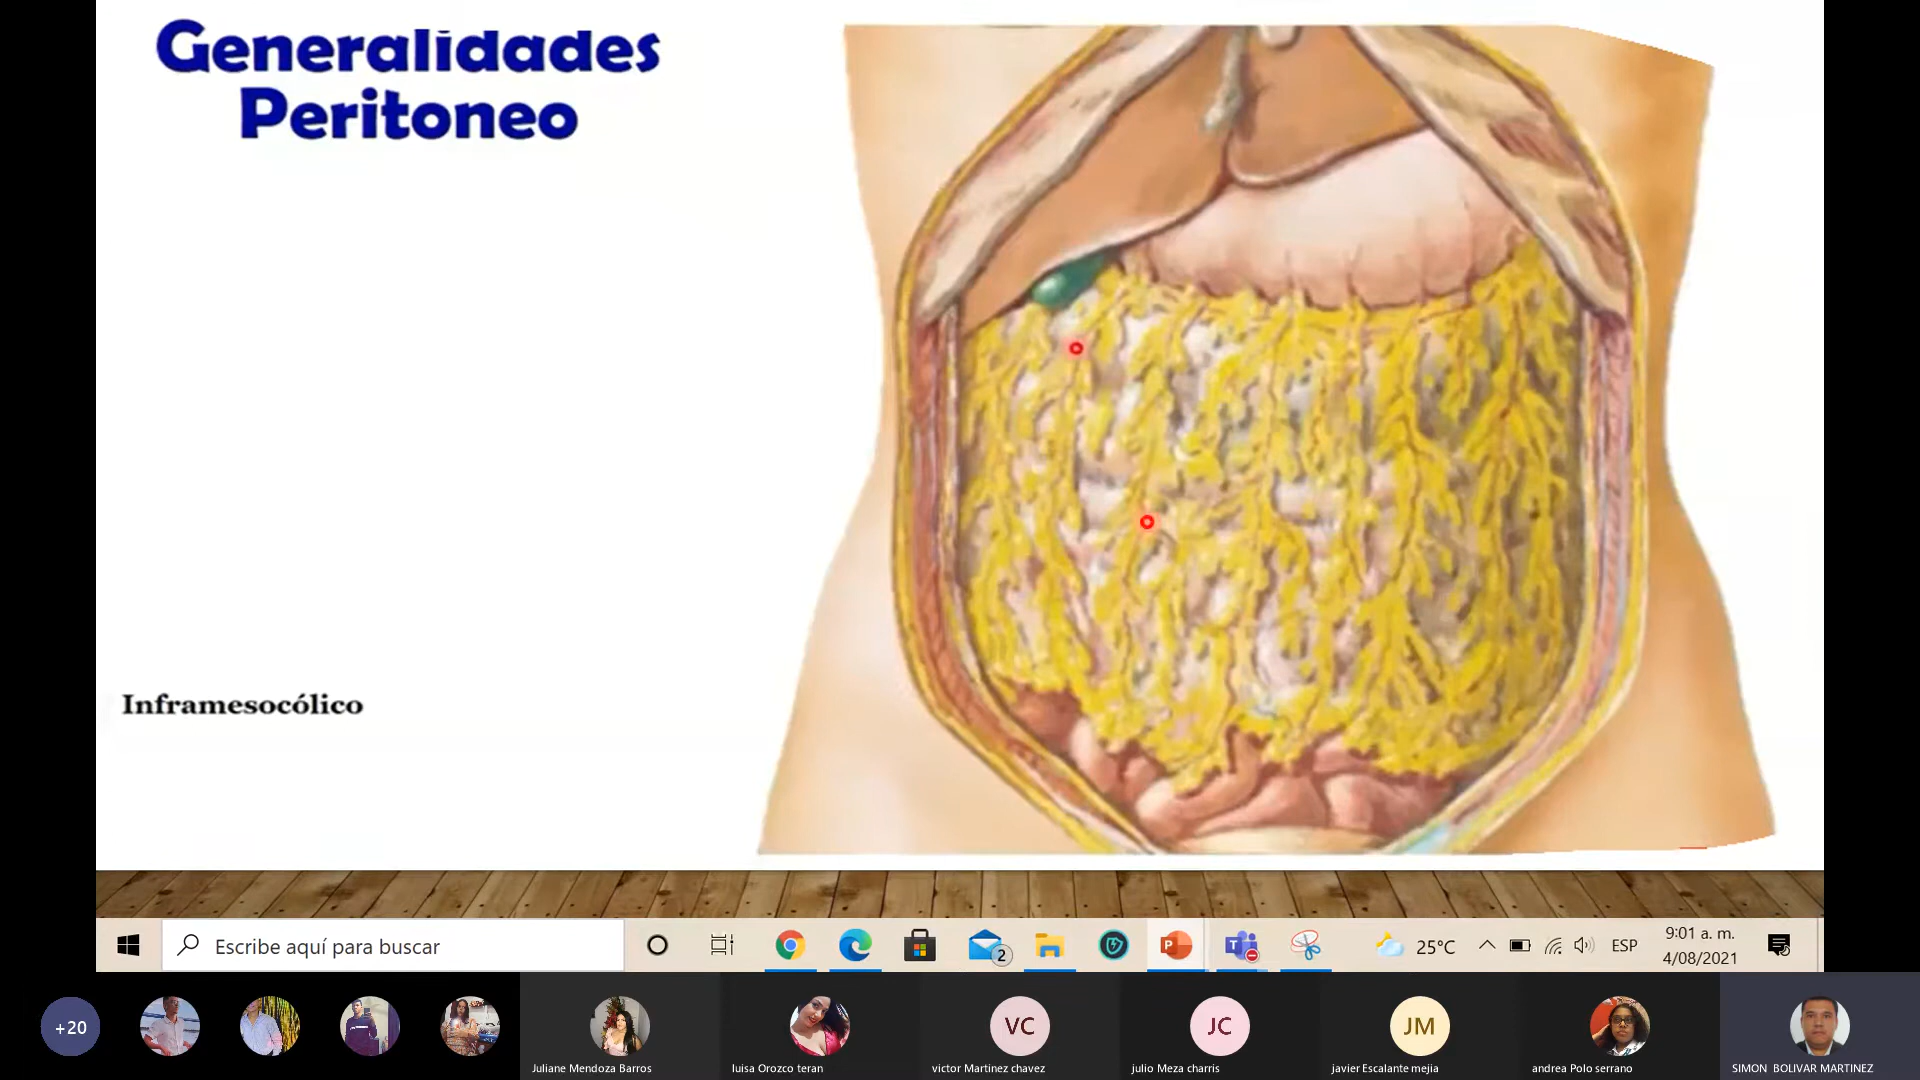 Generalidades
Peritoneo
Inframesocólico
Escribe aquí para buscar
2
25°C
ESP
9:01 a. m.
4/08/2021
+20
VC
JC
JM
Juliane Mendoza Barros
luisa Orozco teran
victor Martinez chavez
julio Meza charris
javier Escalante mejia
andrea Polo serrano
SIMON BOLIVAR MARTINEZ